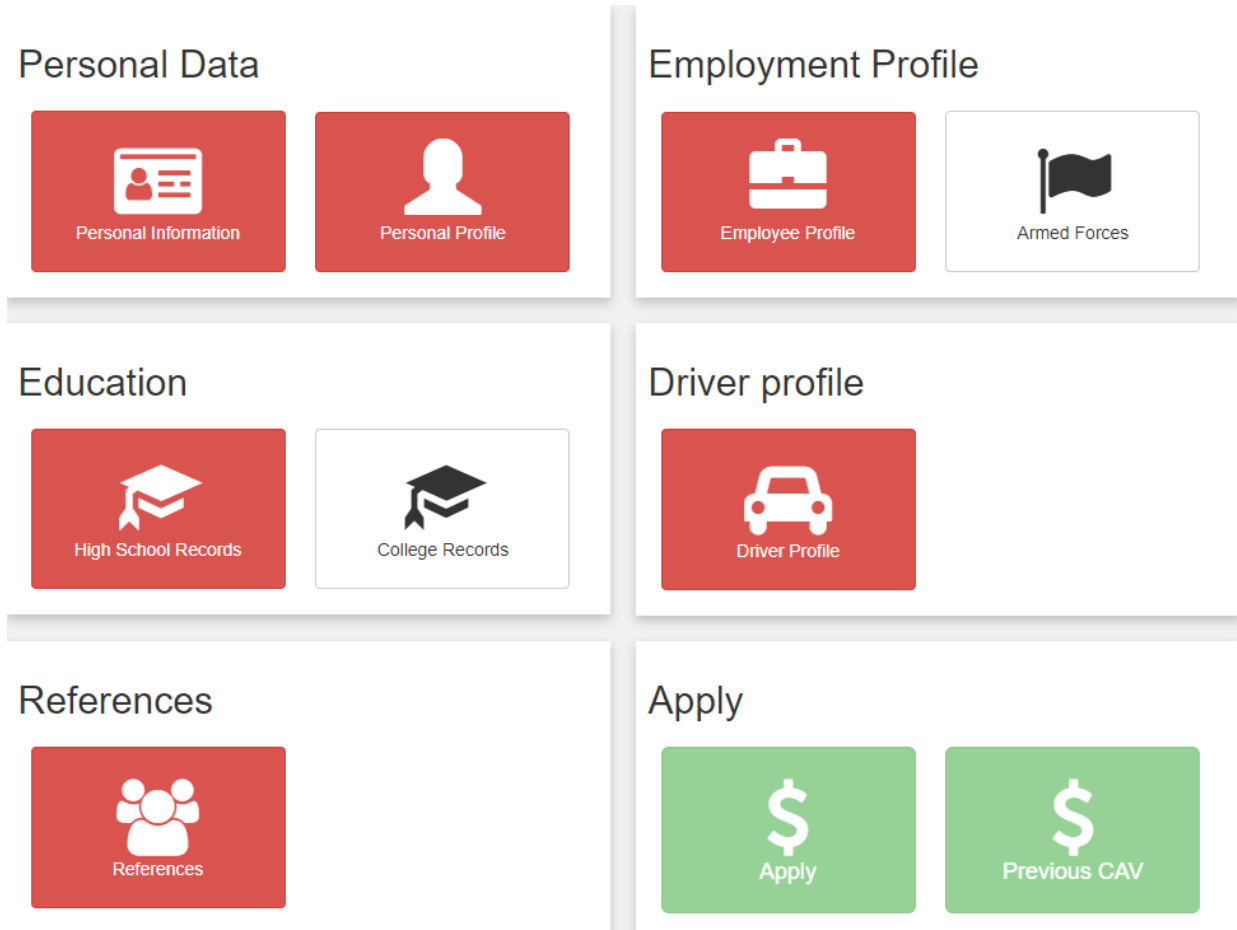 Personal Data
Personal Information
Personal Profile
Employment Profile
Employee Profile
Armed Forces
Education
High School Records
College Records
Driver profile
Driver Profile
References
References
Apply
Apply
Previous CAV